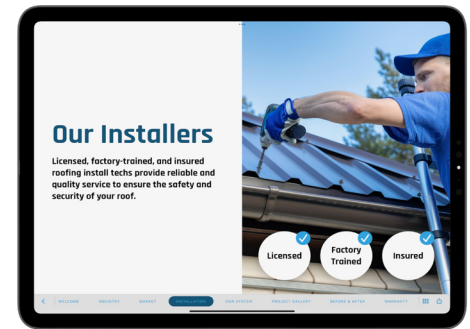 Our Installers
Licensed, factory-trained, and insured
roofing install techs provide reliable and
quality service to ensure the safety and
security of your roof.
Licensed
Factory
Trained
Insured
WELCOME INDUSTRY MARKET INSTALLATION OUR SYSTEM PROJECT GALLERY BEFORE & AFTER WARRANTY